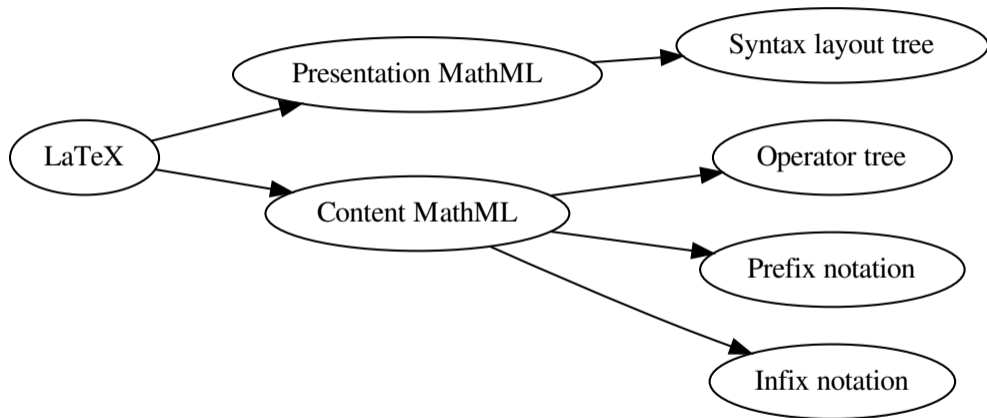 Syntax layout tree
Presentation MathML
LaTeX
Operator tree
Content MathML
Prefix notation
Infix notation